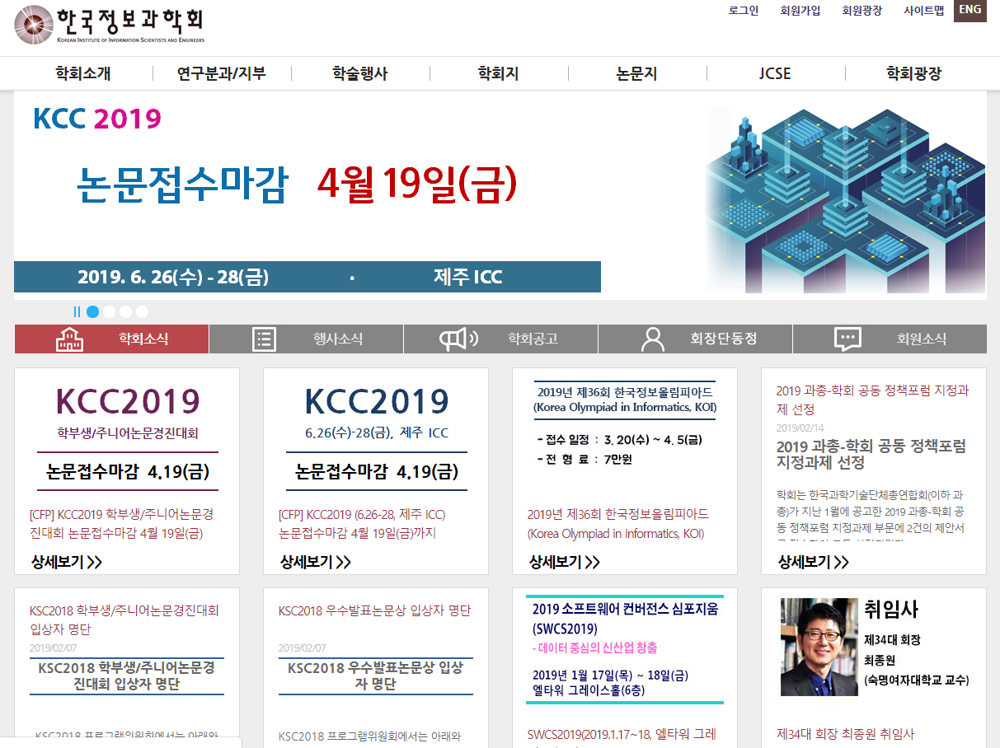 한국정보과학회
KOREAN INSTITUTE OF INFORMATION SCIENTISTS AND ENGINEERS
로그인 회원가입 회원광장 사이트맵 ENG
학회소개 연구분과/지부 학술행사 학회지 논문지 JCSE 학회광장
KCC 2019
논문접수마감 4월 19일(금)
2019. 6. 26(수) - 28(금) · 제주 ICC
학회소식 행사소식 학회공고 회장단동정 회원소식
KCC2019
학부생/주니어논문경진대회
논문접수마감 4.19(금)
[CFP] KCC2019 학부생/주니어논문경
진대회 논문접수마감 4월 19일(금)
상세보기 >>
KCC2019
6.26(수)-28(금), 제주 ICC
논문접수마감 4.19(금)
[CFP] KCC2019 (6.26-28, 제주 ICC)
논문접수마감 4월 19일(금)까지
상세보기 >>
2019년 제36회 한국정보올림피아드
(Korea Olympiad in Informatics, KOI)
- 접수 일정 : 3. 20(수) ~ 4. 5(금)
- 전 형 료 : 7만원
2019년 제36회 한국정보올림피아드
(Korea Olympiad in Informatics, KOI)
상세보기 >>
2019 과총-학회 공동 정책포럼 지정과
제 선정
2019/02/14
2019 과총-학회 공동 정책포럼
지정과제 선정
학회는 한국과학기술단체총연합회(이하 과
총)가 지난 1월에 공고한 2019 과총-학회 공
동 정책포럼 지정과제 부문에 2건의 제안서
상세보기 >>
KSC2018 학부생/주니어논문경진대회
입상자 명단
2019/02/07
KSC2018 학부생/주니어논문경
진대회 입상자 명단
KSC2018 프로그램위원회에서는 아래와
KSC2018 우수발표논문상 입상자 명단
2019/02/07
KSC2018 우수발표논문상 입상
자 명단
KSC2018 프로그램위원회에서는 아래와
2019 소프트웨어 컨버전스 심포지움
(SWCS2019)
- 데이터 중심의 신산업 창출
2019년 1월 17일(목) ~ 18일(금)
엘타워 그레이스홀(6층)
SWCS2019(2019.1.17~18, 엘타워 그레
취임사
제34대 회장
최종원
(숙명여자대학교 교수)
제34대 회장 최종원 취임사